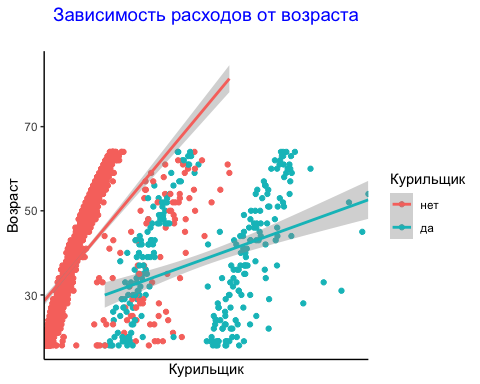 Зависимость расходов от возраста
Возраст
70
50
30
Курильщик
Курильщик
нет
да